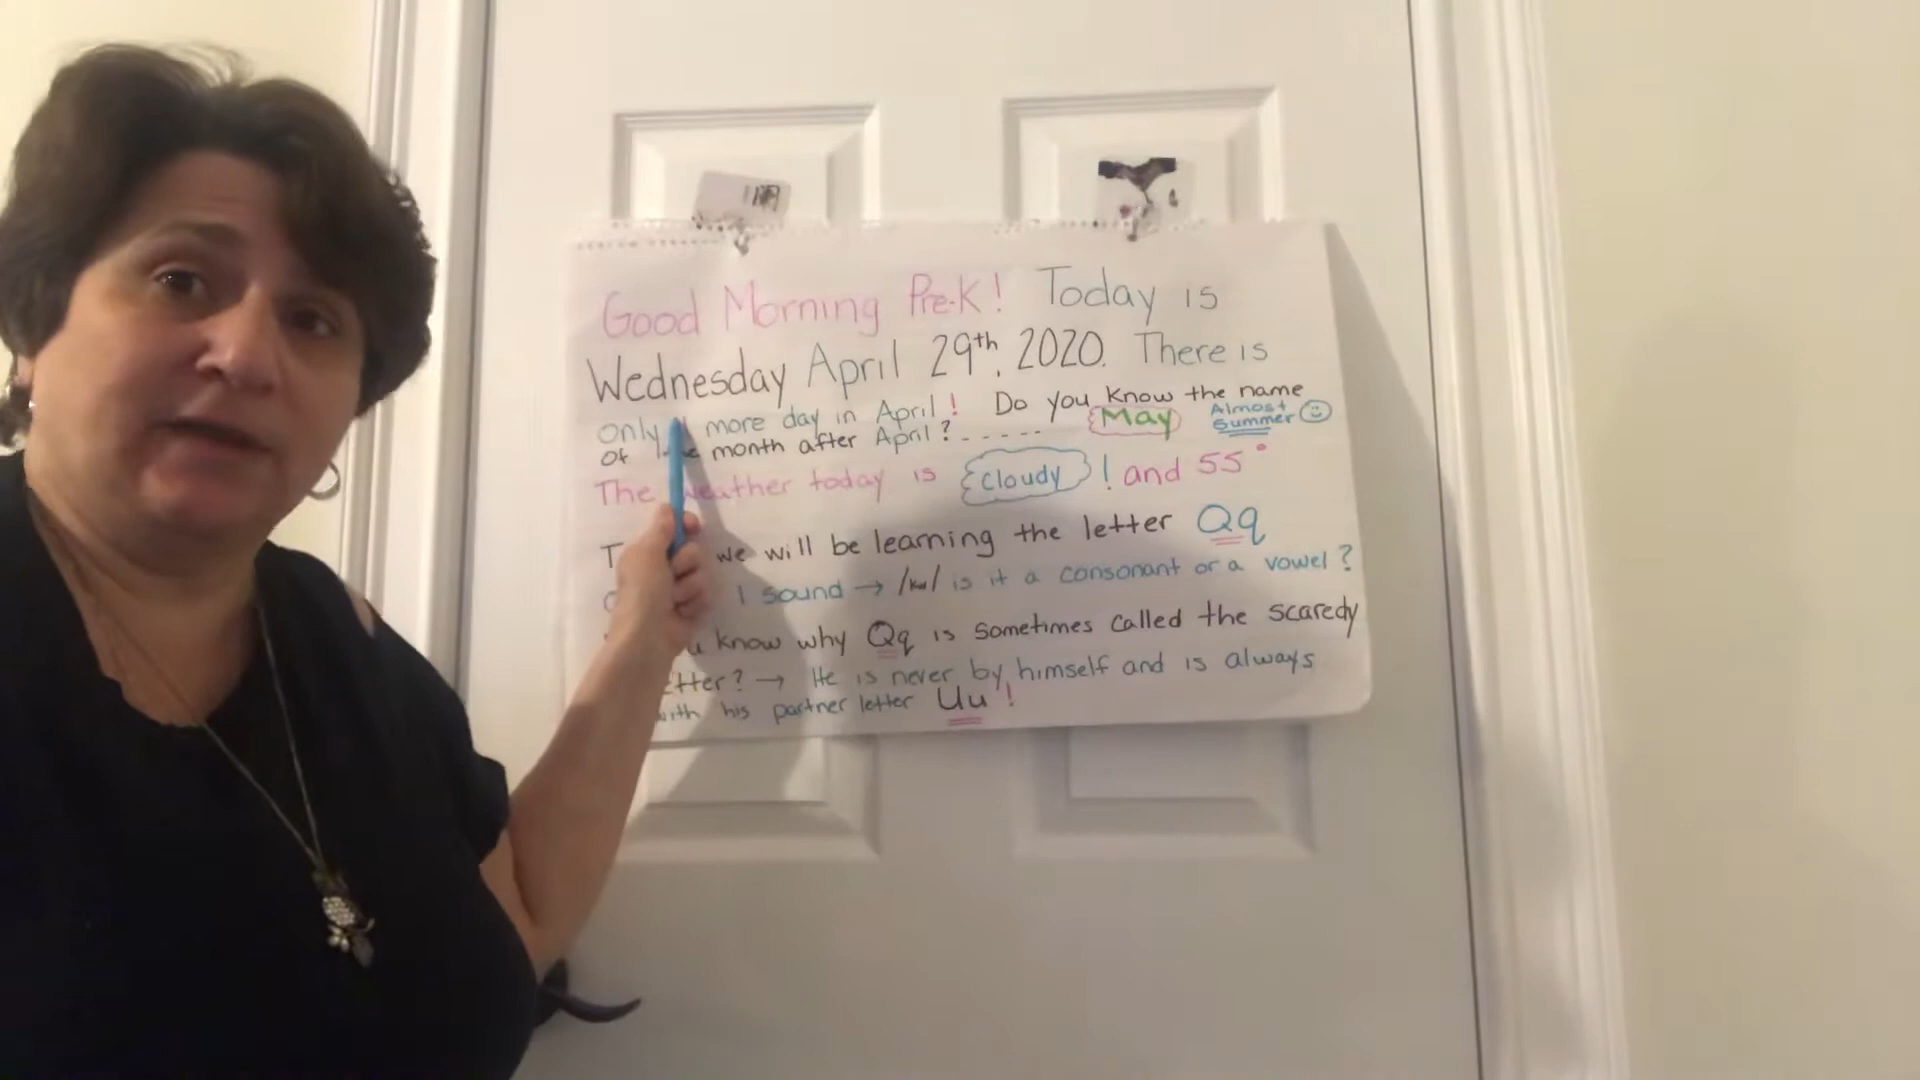 Good Morning Pre-K! Today is
Wednesday April 29th, 2020. There is
only 1 more day in April! Do you know the name
of month after April? - - - - - May Almost Summer
The weather today is cloudy! and 55°
we will be learning the letter Qq
1 sound → /kw/ is it a consonant or a vowel?
know why Qq is sometimes called the scaredy
→ He is never by himself and is always
with his partner letter Uu!